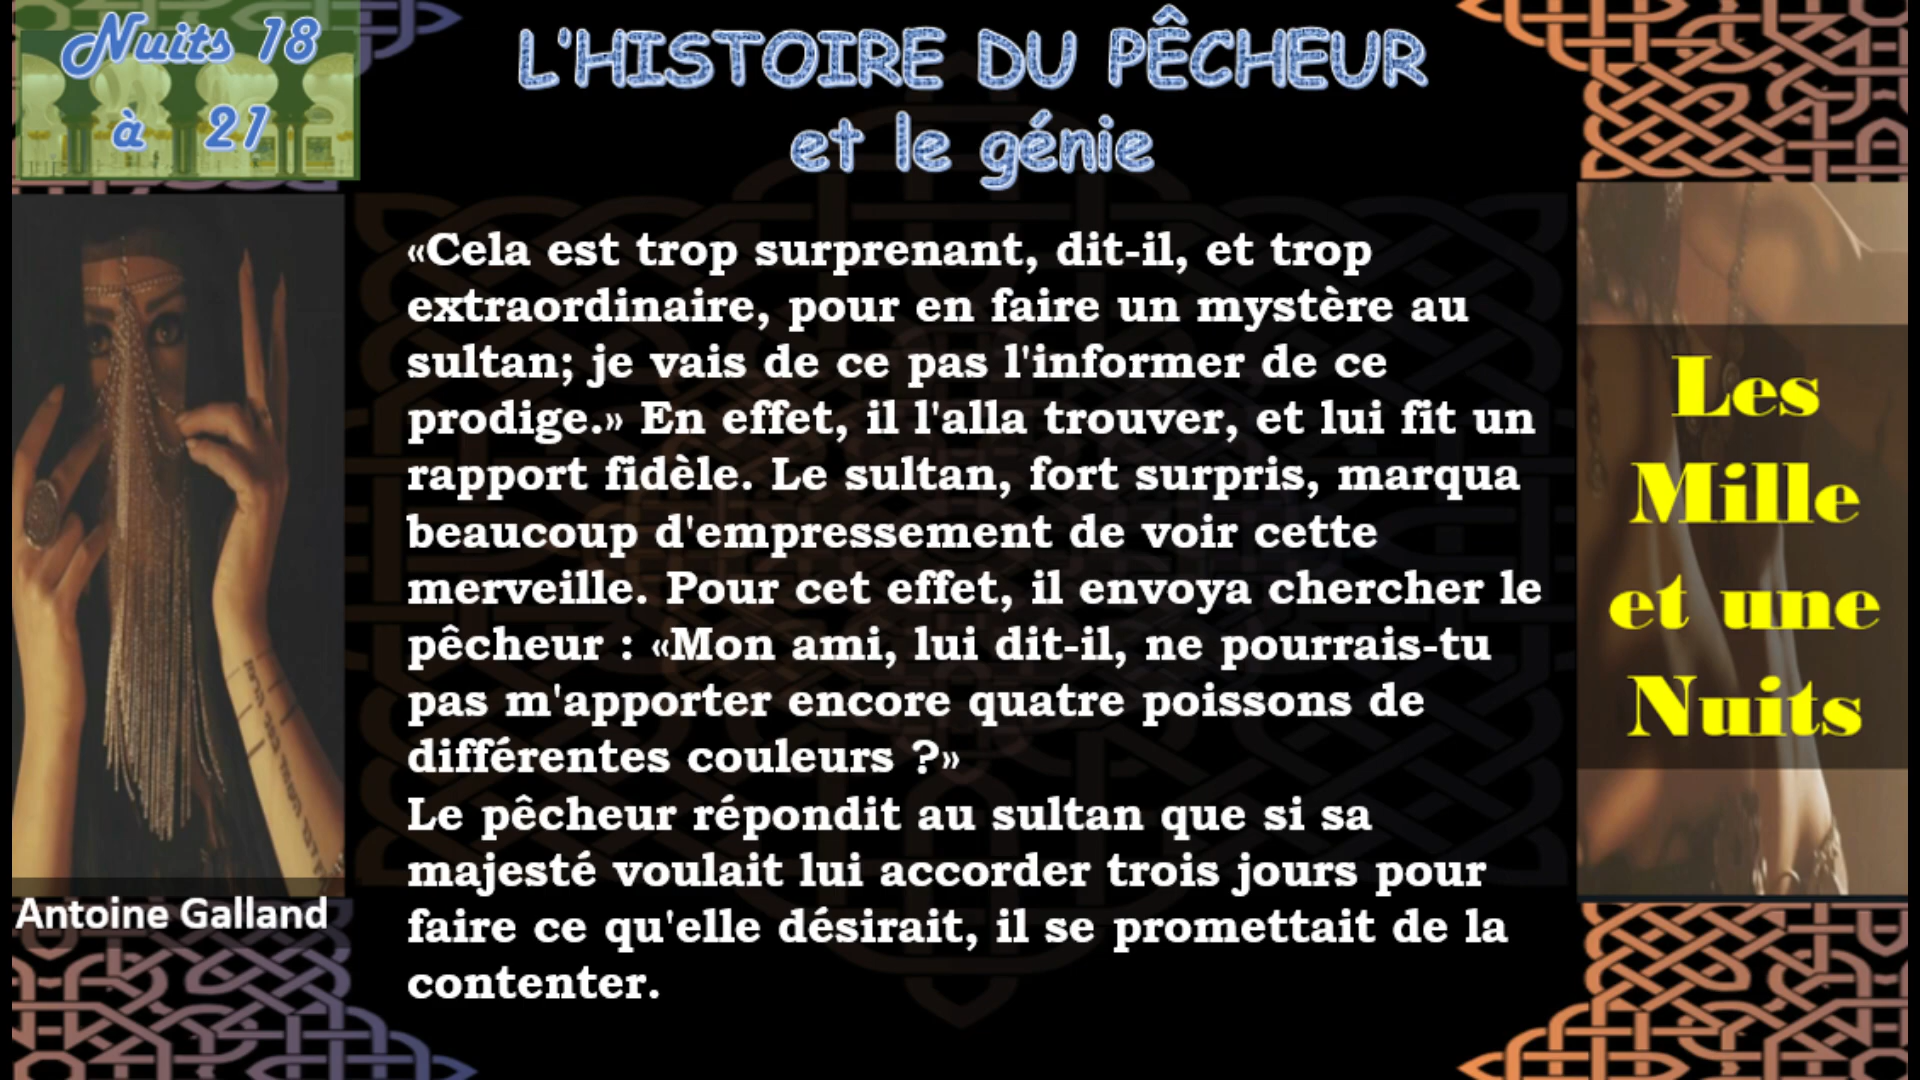 Nuits 18
à 21
L'HISTOIRE DU PÊCHEUR
et le génie
«Cela est trop surprenant, dit-il, et trop
extraordinaire, pour en faire un mystère au
sultan; je vais de ce pas l'informer de ce
prodige.» En effet, il l'alla trouver, et lui fit un
rapport fidèle. Le sultan, fort surpris, marqua
beaucoup d'empressement de voir cette
merveille. Pour cet effet, il envoya chercher le
pêcheur : «Mon ami, lui dit-il, ne pourrais-tu
pas m'apporter encore quatre poissons de
différentes couleurs ?»
Le pêcheur répondit au sultan que si sa
majesté voulait lui accorder trois jours pour
faire ce qu'elle désirait, il se promettait de la
contenter.
Antoine Galland
Les
Mille
et une
Nuits